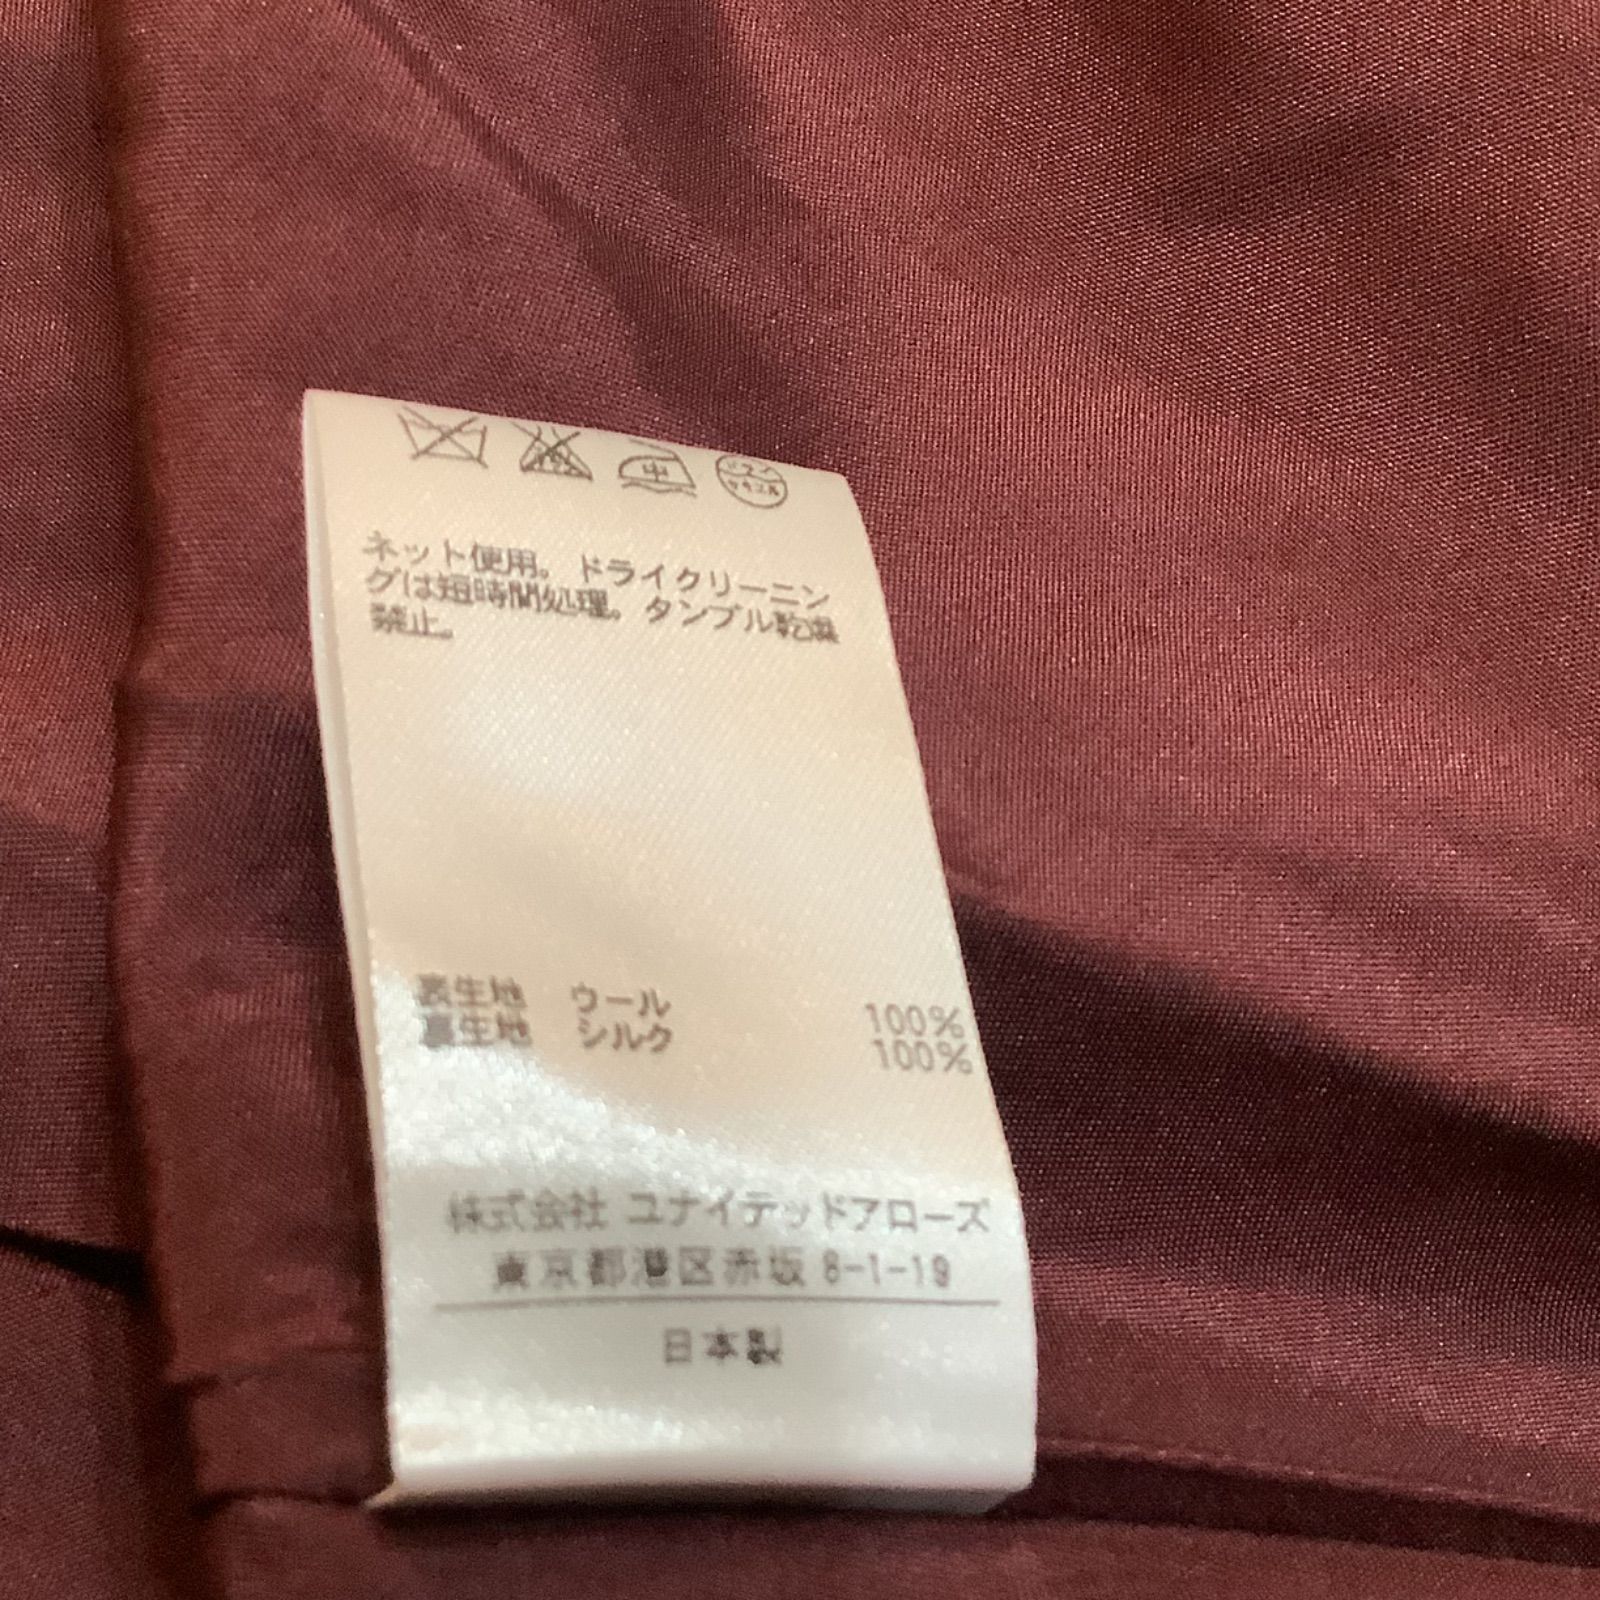 中
ネット使用。ドライクリーニン
グは短時間処理。タンブル乾燥
禁止。
表生地 ウール 100%
裏生地 シルク 100%
株式会社 ユナイテッドアローズ
東京都港区赤坂 8-1-19
日本製